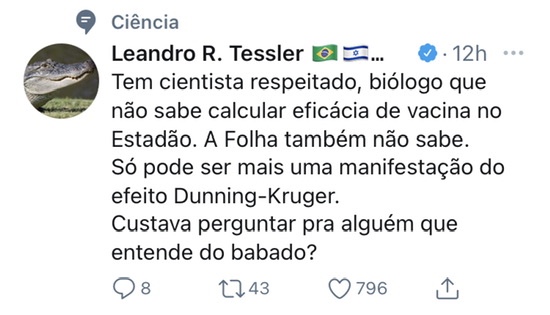 Ciência
Leandro R. Tessler 🇧🇷 🇮🇱... · 12h
Tem cientista respeitado, biólogo que
não sabe calcular eficácia de vacina no
Estadão. A Folha também não sabe.
Só pode ser mais uma manifestação do
efeito Dunning-Kruger.
Custava perguntar pra alguém que
entende do babado?
8 43 796